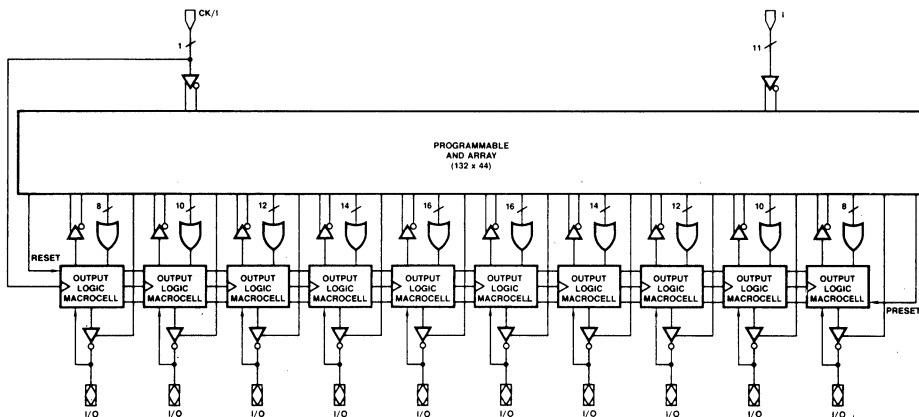 CK/I
I
1
11
PROGRAMMABLE
AND ARRAY
(132 x 44)
8
10
12
14
16
16
14
12
10
8
RESET
OUTPUT
LOGIC
MACROCELL
OUTPUT
LOGIC
MACROCELL
OUTPUT
LOGIC
MACROCELL
OUTPUT
LOGIC
MACROCELL
OUTPUT
LOGIC
MACROCELL
OUTPUT
LOGIC
MACROCELL
OUTPUT
LOGIC
MACROCELL
OUTPUT
LOGIC
MACROCELL
OUTPUT
LOGIC
MACROCELL
OUTPUT
LOGIC
MACROCELL
PRESET
I/O
I/O
I/O
I/O
I/O
I/O
I/O
I/O
I/O
I/O